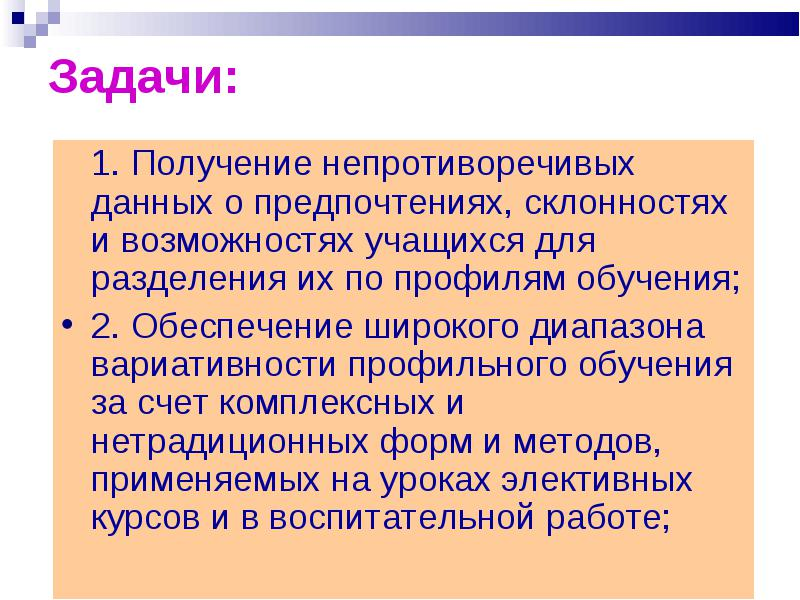 Задачи:
1. Получение непротиворечивых
данных о предпочтениях, склонностях
и возможностях учащихся для
разделения их по профилям обучения;
• 2. Обеспечение широкого диапазона
вариативности профильного обучения
за счет комплексных и
нетрадиционных форм и методов,
применяемых на уроках элективных
курсов и в воспитательной работе;